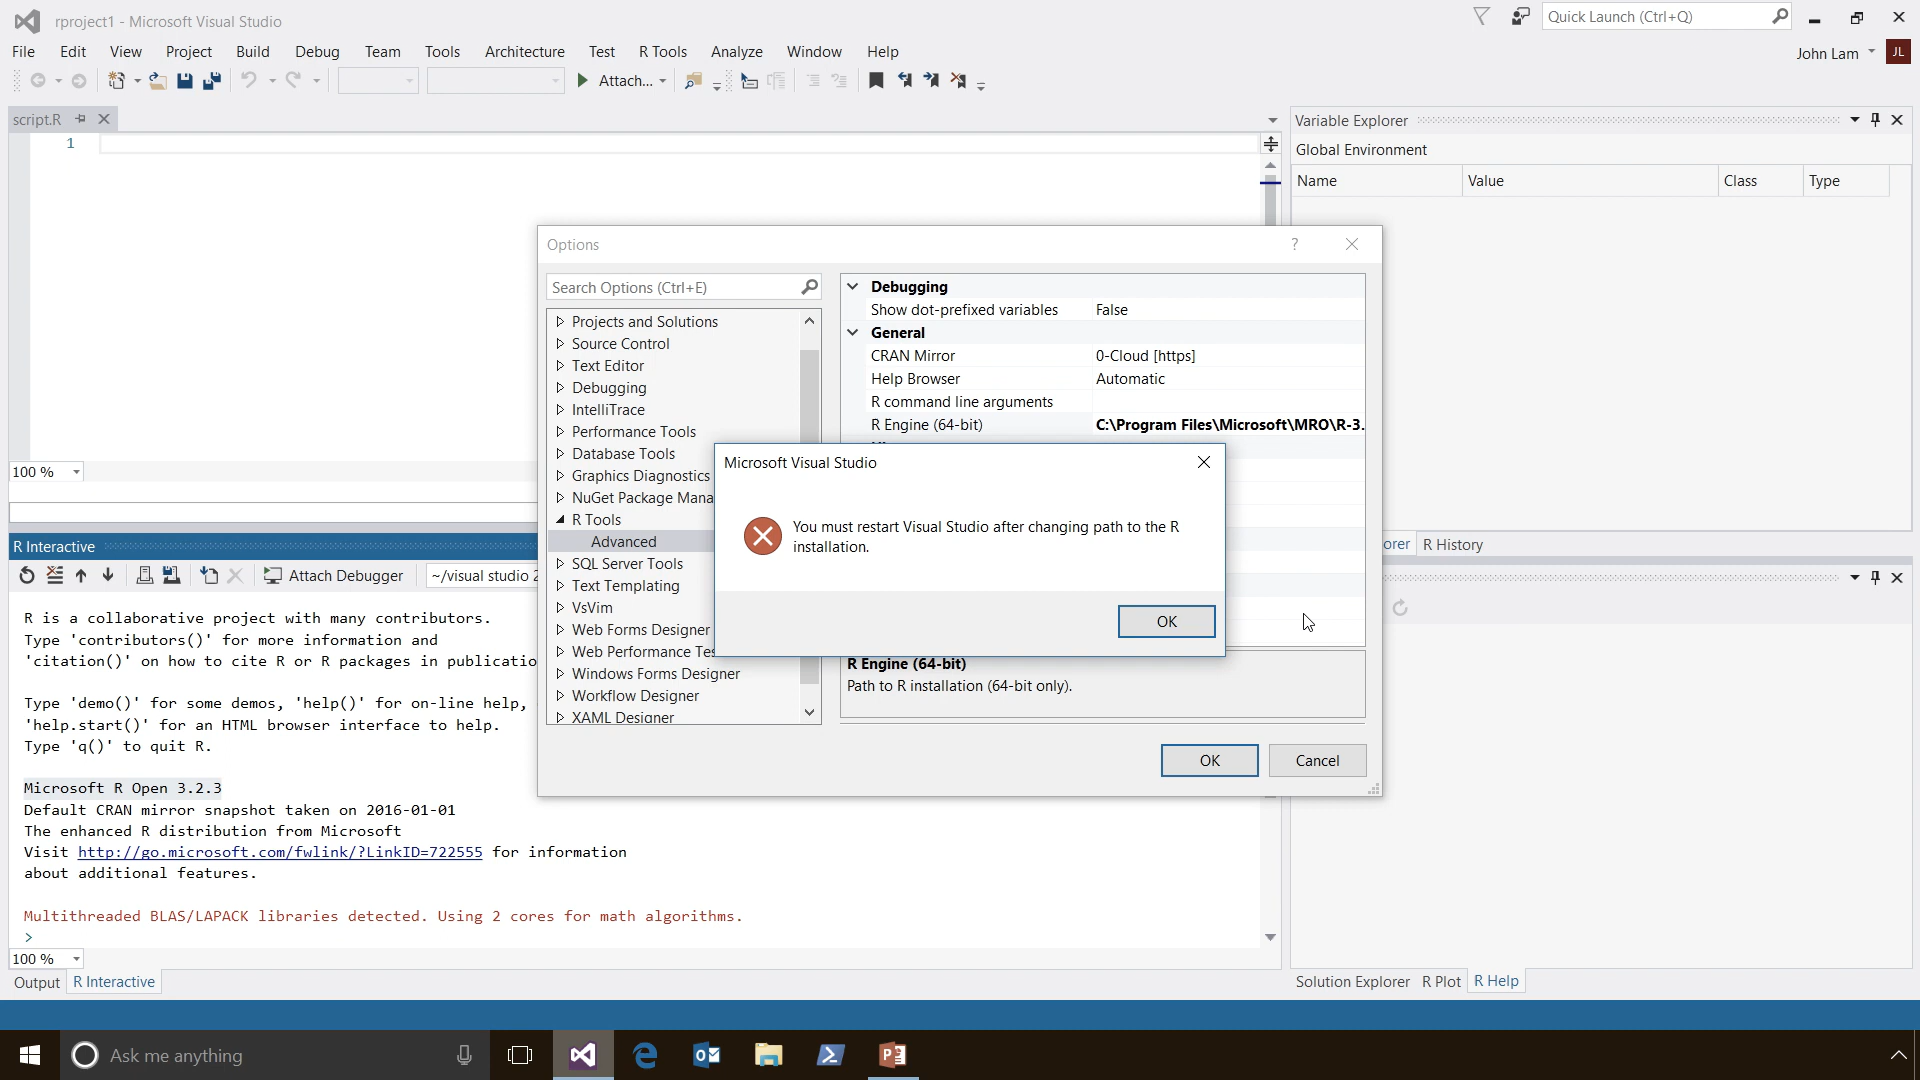 rproject1 - Microsoft Visual Studio
Quick Launch (Ctrl+Q)
File Edit View Project Build Debug Team Tools Architecture Test R Tools Analyze Window Help
John Lam JL
Attach...
script.R
1
100 %
Variable Explorer
Global Environment
Name Value Class Type
Options
?
Search Options (Ctrl+E)
Projects and Solutions
Source Control
Text Editor
Debugging
IntelliTrace
Performance Tools
Database Tools
Graphics Diagnostics
NuGet Package Mana
R Tools
Advanced
SQL Server Tools
Text Templating
VsVim
Web Forms Designer
Web Performance Tes
Windows Forms Designer
Workflow Designer
XAML Designer
Debugging
Show dot-prefixed variables False
General
CRAN Mirror 0-Cloud [https]
Help Browser Automatic
R command line arguments
R Engine (64-bit) C:\Program Files\Microsoft\MRO\R-3.
R Engine (64-bit)
Path to R installation (64-bit only).
OK Cancel
Microsoft Visual Studio
You must restart Visual Studio after changing path to the R
installation.
OK
orer R History
R Interactive
Attach Debugger ~/visual studio 2
R is a collaborative project with many contributors.
Type 'contributors()' for more information and
'citation()' on how to cite R or R packages in publicatio
Type 'demo()' for some demos, 'help()' for on-line help,
'help.start()' for an HTML browser interface to help.
Type 'q()' to quit R.
Microsoft R Open 3.2.3
Default CRAN mirror snapshot taken on 2016-01-01
The enhanced R distribution from Microsoft
Visit http://go.microsoft.com/fwlink/?LinkID=722555 for information
about additional features.
Multithreaded BLAS/LAPACK libraries detected. Using 2 cores for math algorithms.
>
100 %
Output R Interactive
Solution Explorer R Plot R Help
Ask me anything